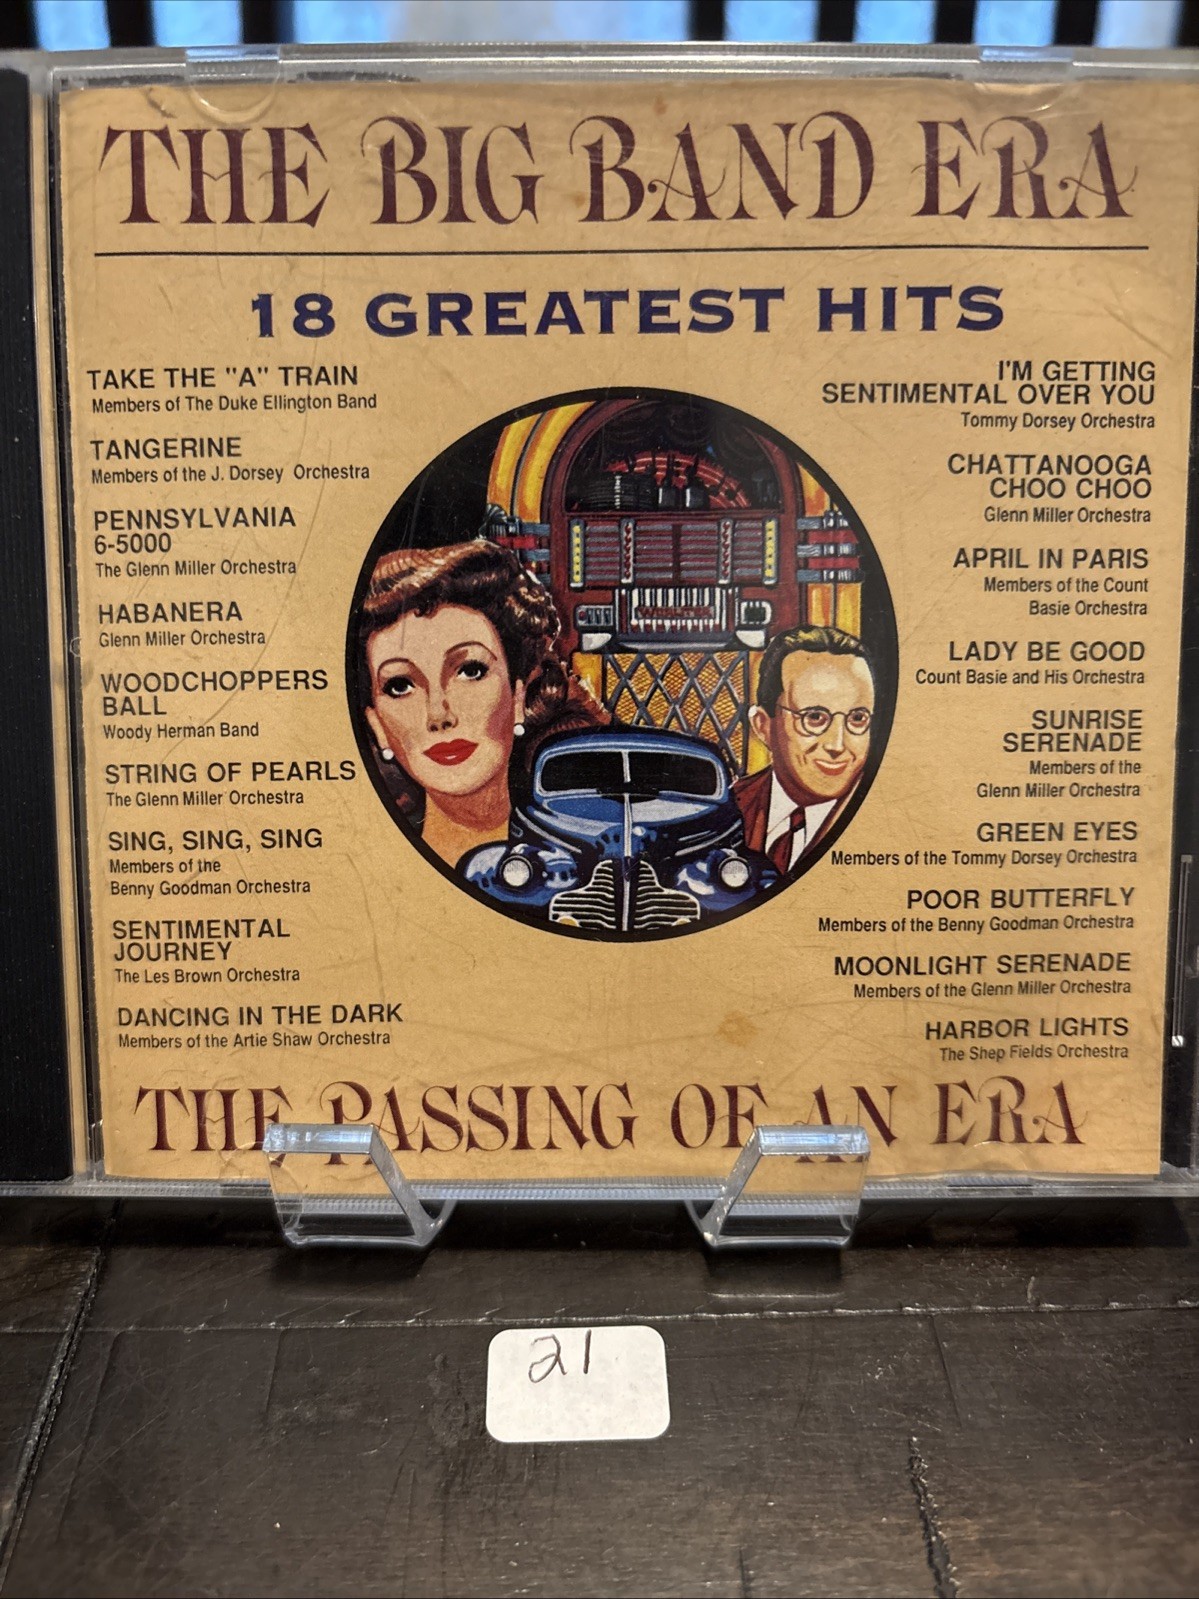 THE BIG BAND ERA
18 GREATEST HITS
TAKE THE "A" TRAIN
Members of The Duke Ellington Band
TANGERINE
Members of the J. Dorsey Orchestra
PENNSYLVANIA
6-5000
The Glenn Miller Orchestra
HABANERA
Glenn Miller Orchestra
WOODCHOPPERS
BALL
Woody Herman Band
STRING OF PEARLS
The Glenn Miller Orchestra
SING, SING, SING
Members of the
Benny Goodman Orchestra
SENTIMENTAL
JOURNEY
The Les Brown Orchestra
DANCING IN THE DARK
Members of the Artie Shaw Orchestra
WURLITZER
I'M GETTING
SENTIMENTAL OVER YOU
Tommy Dorsey Orchestra
CHATTANOOGA
CHOO CHOO
Glenn Miller Orchestra
APRIL IN PARIS
Members of the Count
Basie Orchestra
LADY BE GOOD
Count Basie and His Orchestra
SUNRISE
SERENADE
Members of the
Glenn Miller Orchestra
GREEN EYES
Members of the Tommy Dorsey Orchestra
POOR BUTTERFLY
Members of the Benny Goodman Orchestra
MOONLIGHT SERENADE
Members of the Glenn Miller Orchestra
HARBOR LIGHTS
The Shep Fields Orchestra
THE PASSING OF AN ERA
21